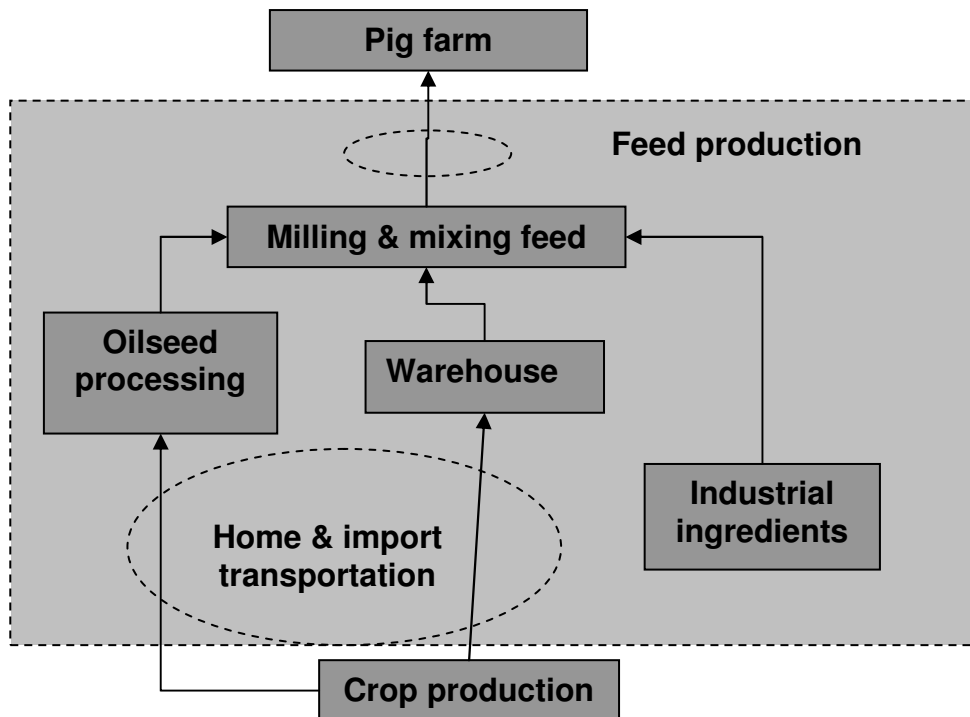 Pig farm
Feed production
Milling & mixing feed
Oilseed
processing
Warehouse
Industrial
ingredients
Home & import
transportation
Crop production